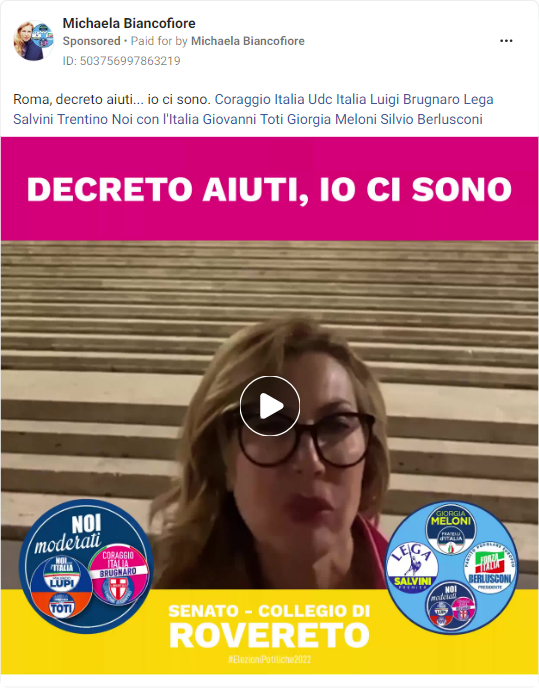 Michaela Biancofiore
Sponsored • Paid for by Michaela Biancofiore
ID: 503756997863219
Roma, decreto aiuti... io ci sono. Coraggio Italia Udc Italia Luigi Brugnaro Lega
Salvini Trentino Noi con l'Italia Giovanni Toti Giorgia Meloni Silvio Berlusconi
DECRETO AIUTI, IO CI SONO
NOI
moderati
NOI
ITALIA
LUPI
TOTI
CORAGGIO
ITALIA
BRUGNARO
GIORGIA
MELONI
FRATELLI
d'ITALIA
LEGA
SALVINI
PREMIER
FORZA
ITALIA
BERLUSCONI
PRESIDENTE
NOI
moderati
SENATO - COLLEGIO DI
ROVERETO
#ElezioniPolitiche2022